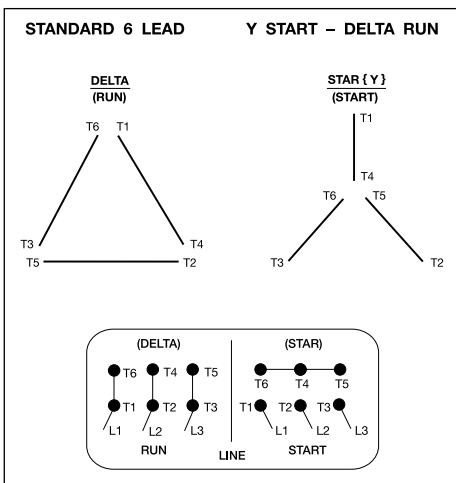 STANDARD 6 LEAD
Y START – DELTA RUN
DELTA
(RUN)
STAR { Y }
(START)
T6 T1
T1
T4
T6 T5
T3 T4
T5 T2
T3 T2
(DELTA) (STAR)
T6 T4 T5
T6 T4 T5
T1 T2 T3
T1 T2 T3
L1 L2 L3
L1 L2 L3
RUN LINE START